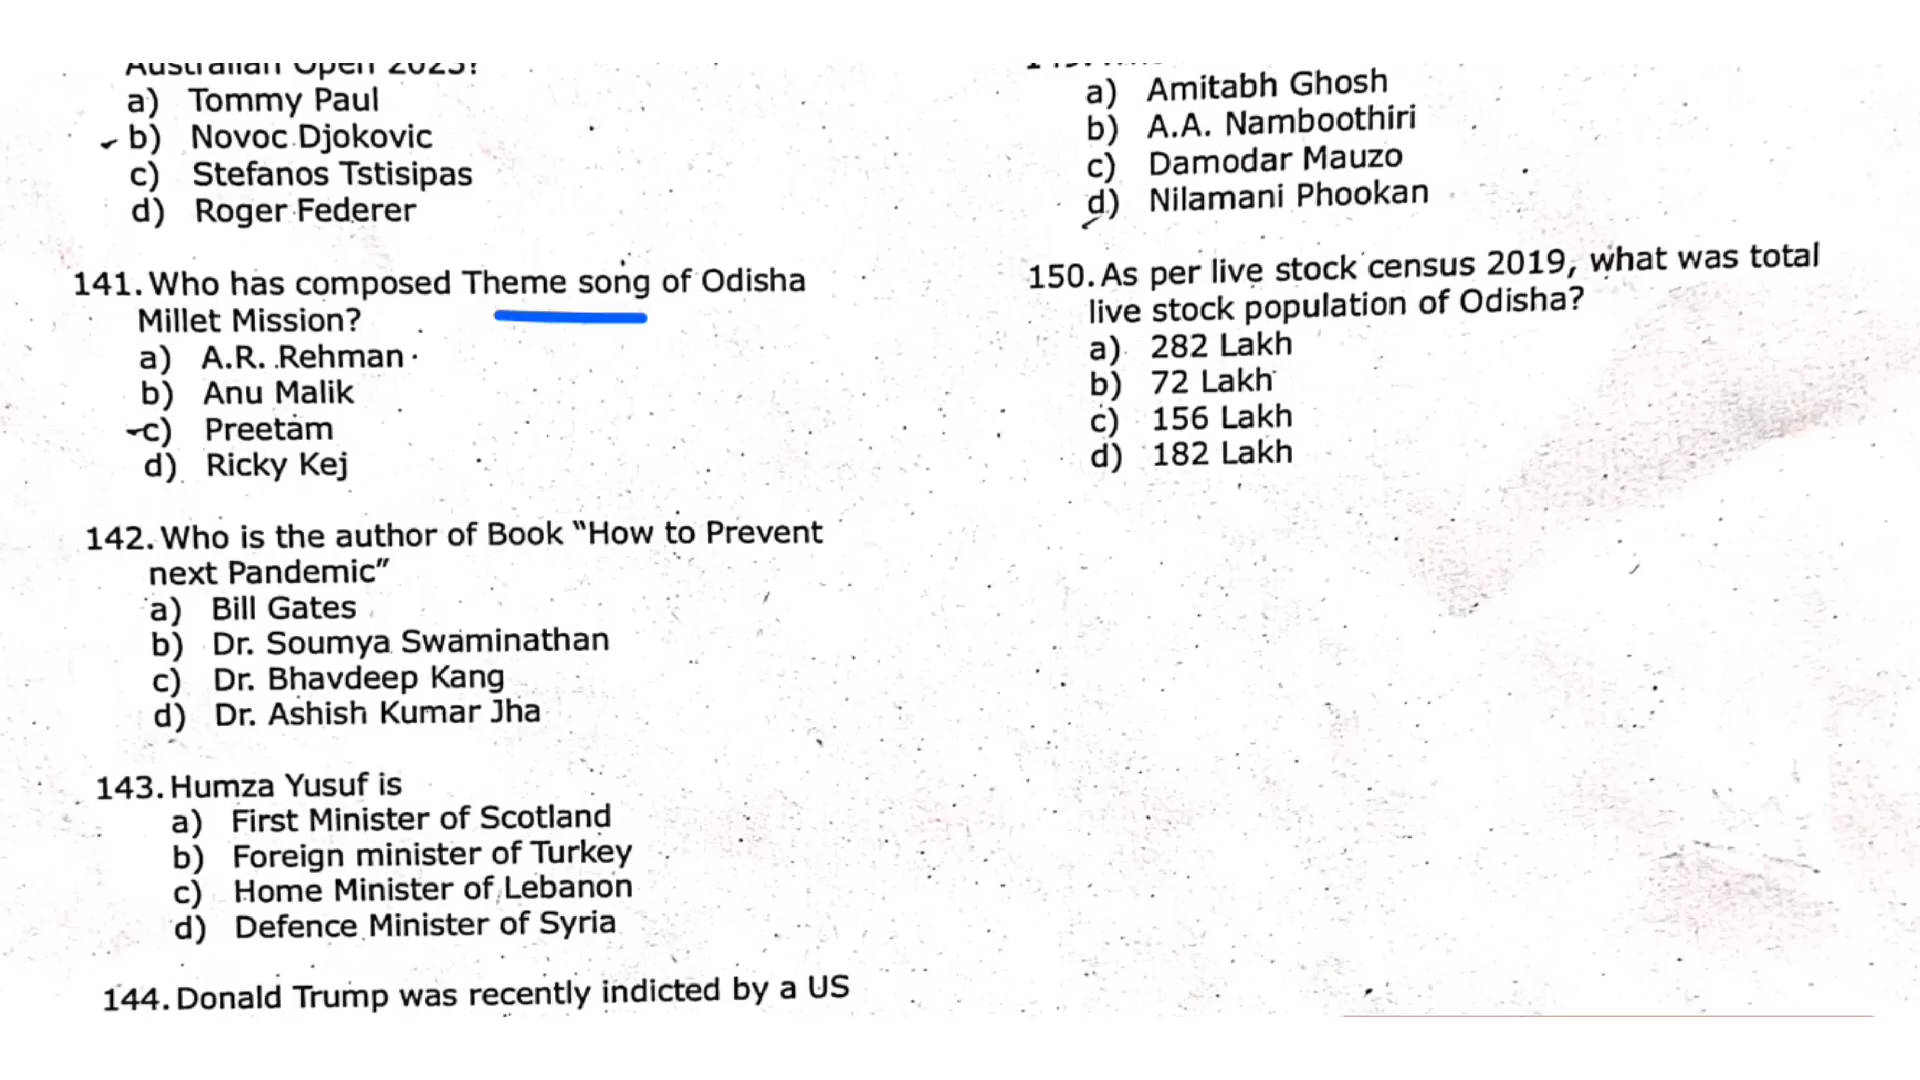 Australian Open 2023?
a) Tommy Paul
b) Novoc Djokovic
c) Stefanos Tstisipas
d) Roger Federer
141. Who has composed Theme song of Odisha
Millet Mission?
a) A.R. Rehman
b) Anu Malik
c) Preetam
d) Ricky Kej
142. Who is the author of Book “How to Prevent
next Pandemic”
a) Bill Gates
b) Dr. Soumya Swaminathan
c) Dr. Bhavdeep Kang
d) Dr. Ashish Kumar Jha
143. Humza Yusuf is
a) First Minister of Scotland
b) Foreign minister of Turkey
c) Home Minister of Lebanon
d) Defence Minister of Syria
144. Donald Trump was recently indicted by a US
a) Amitabh Ghosh
b) A.A. Namboothiri
c) Damodar Mauzo
d) Nilamani Phookan
150. As per live stock census 2019, what was total
live stock population of Odisha?
a) 282 Lakh
b) 72 Lakh
c) 156 Lakh
d) 182 Lakh